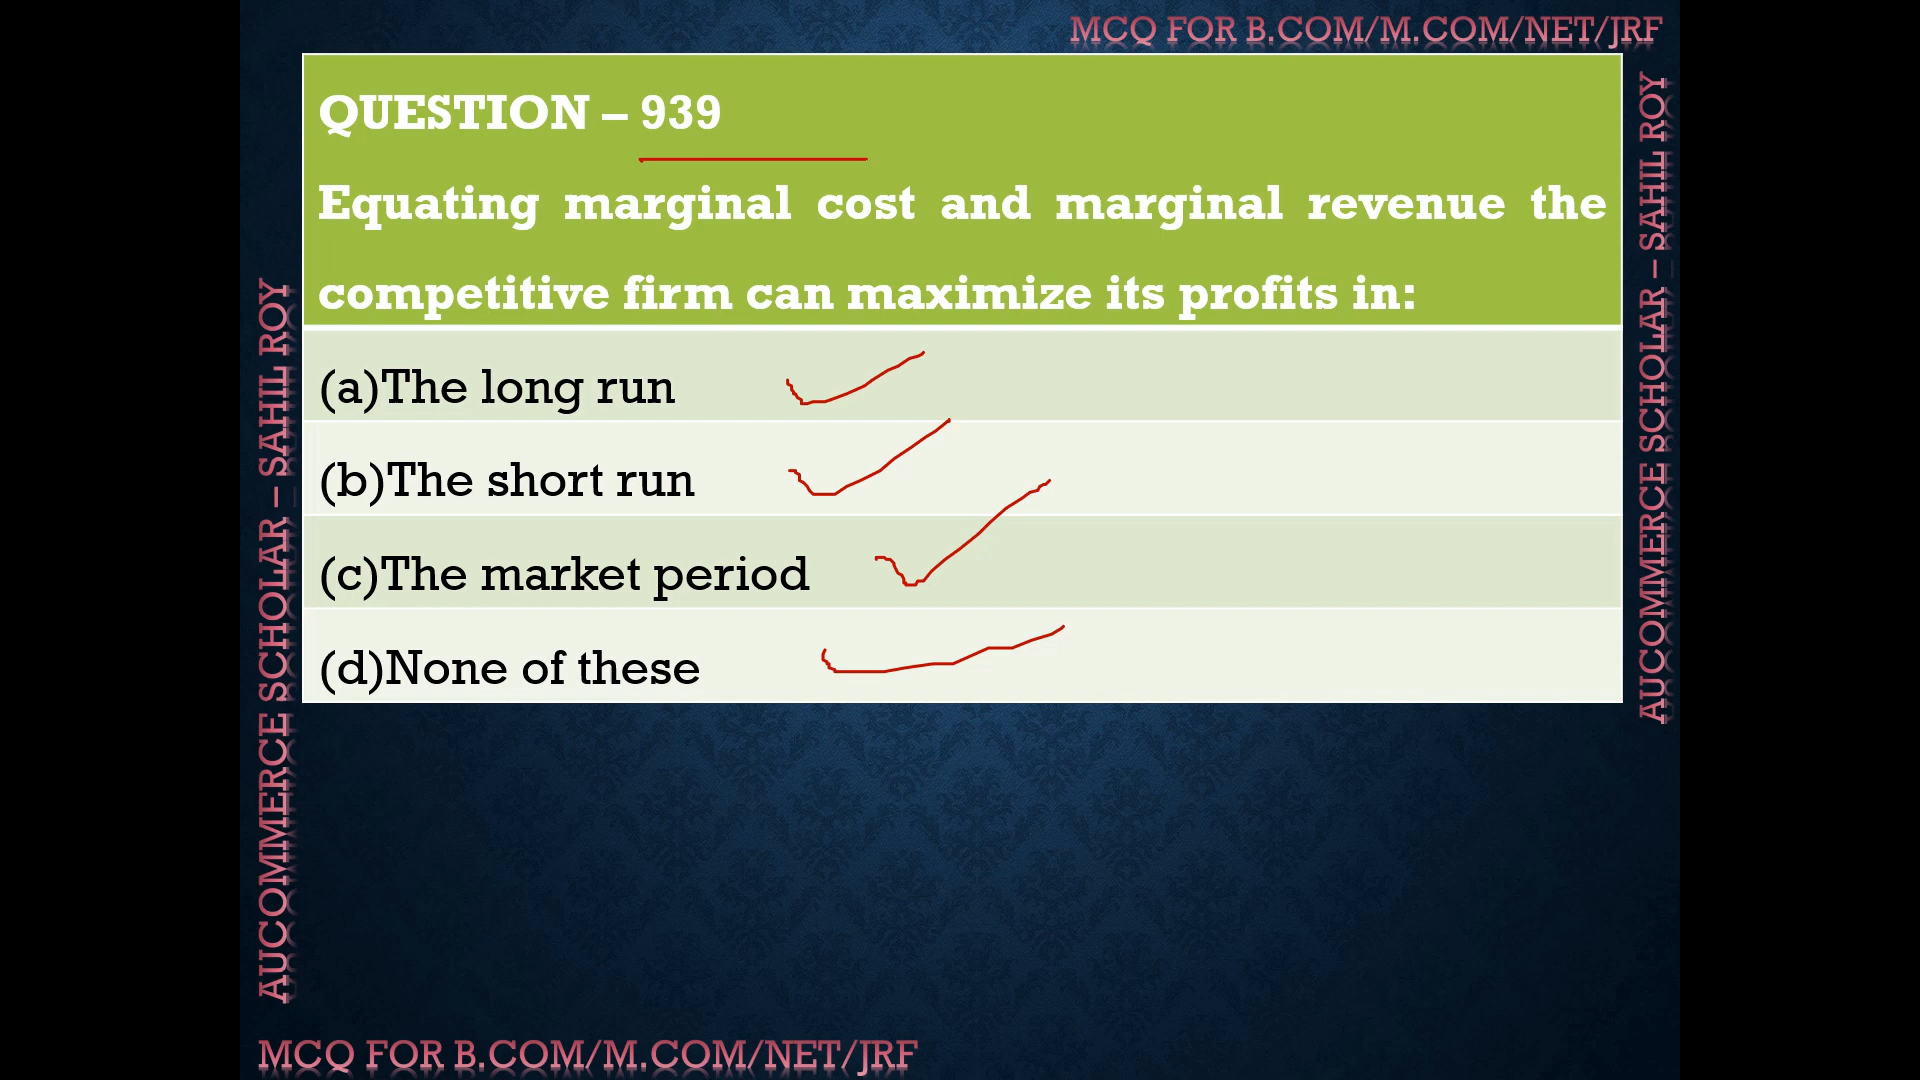 MCQ FOR B.COM/M.COM/NET/JRF
QUESTION – 939
Equating marginal cost and marginal revenue the
competitive firm can maximize its profits in:
(a)The long run
(b)The short run
(c)The market period
(d)None of these
AUCOMMERCE SCHOLAR – SAHIL ROY
AUCOMMERCE SCHOLAR – SAHIL ROY
MCQ FOR B.COM/M.COM/NET/JRF